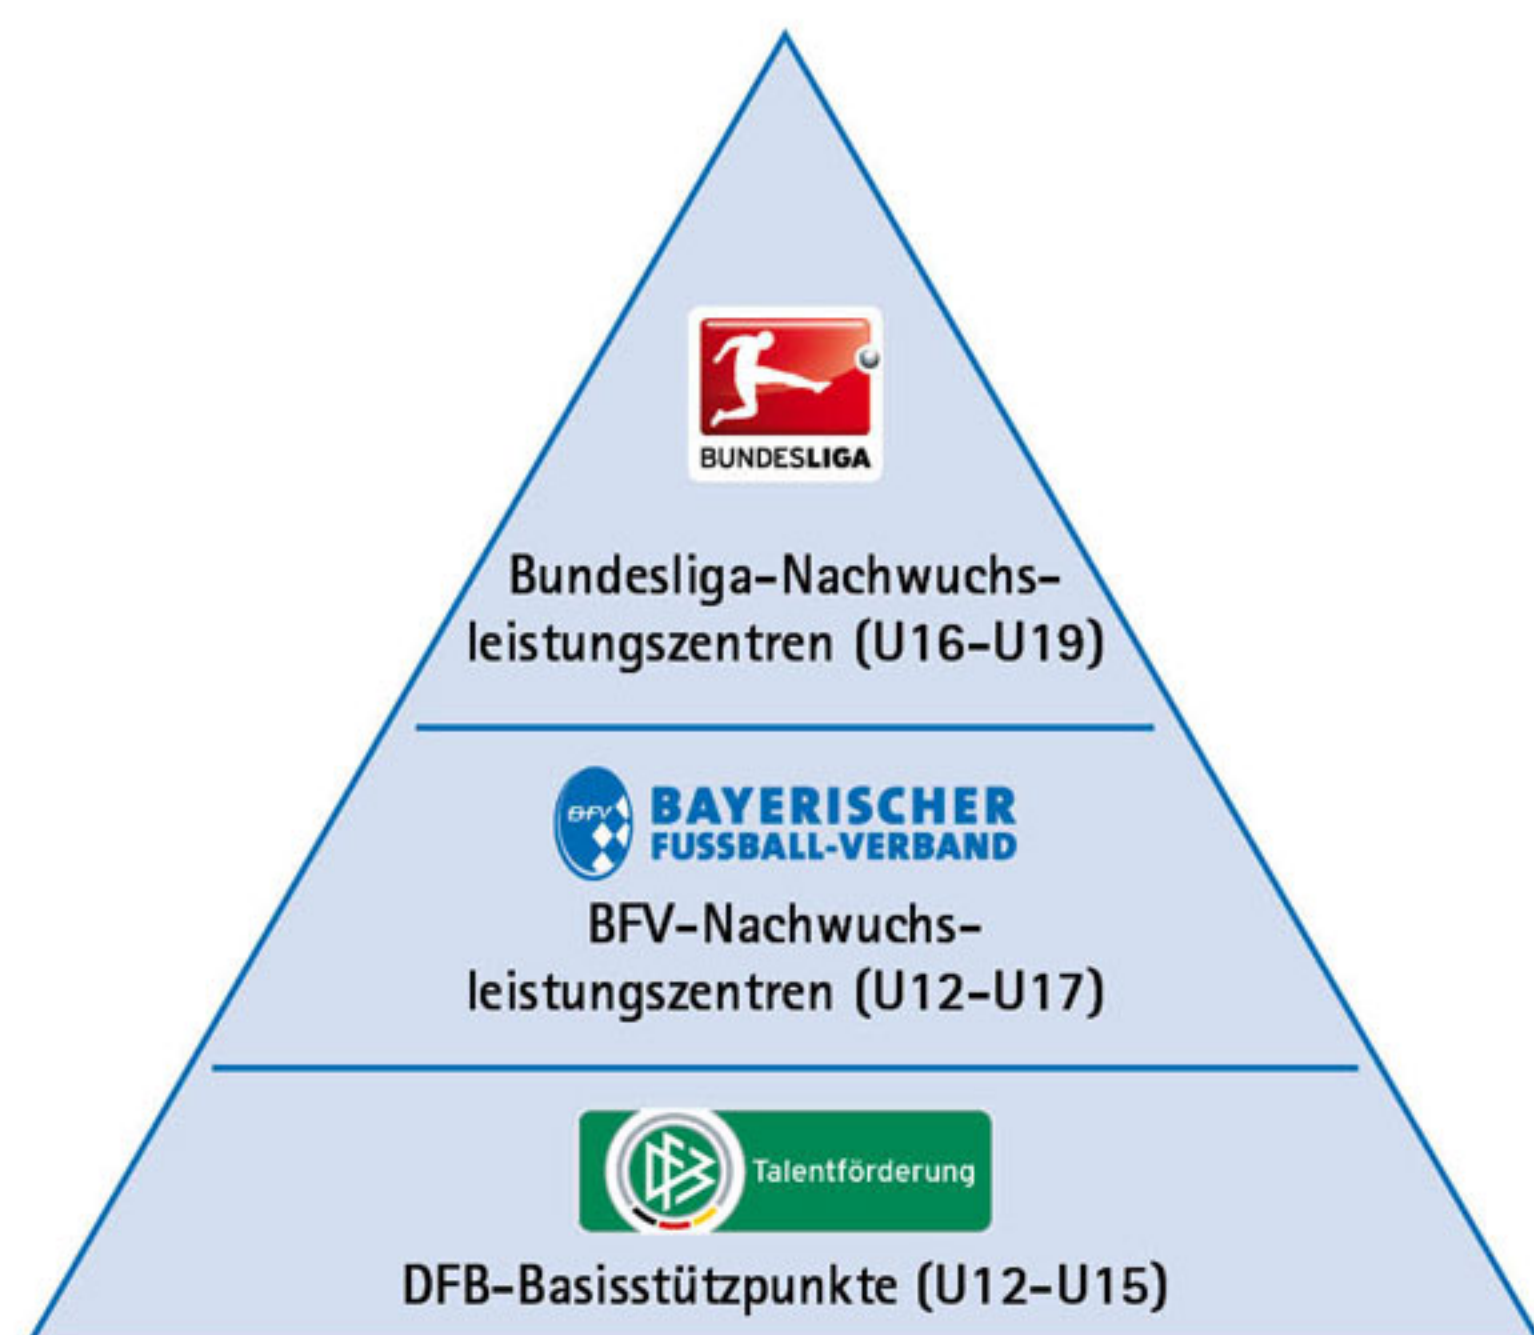 BUNDESLIGA
Bundesliga-Nachwuchs-
leistungszentren (U16-U19)
BFV
BAYERISCHER
FUSSBALL-VERBAND
BFV-Nachwuchs-
leistungszentren (U12-U17)
DFB
Talentförderung
DFB-Basisstützpunkte (U12-U15)